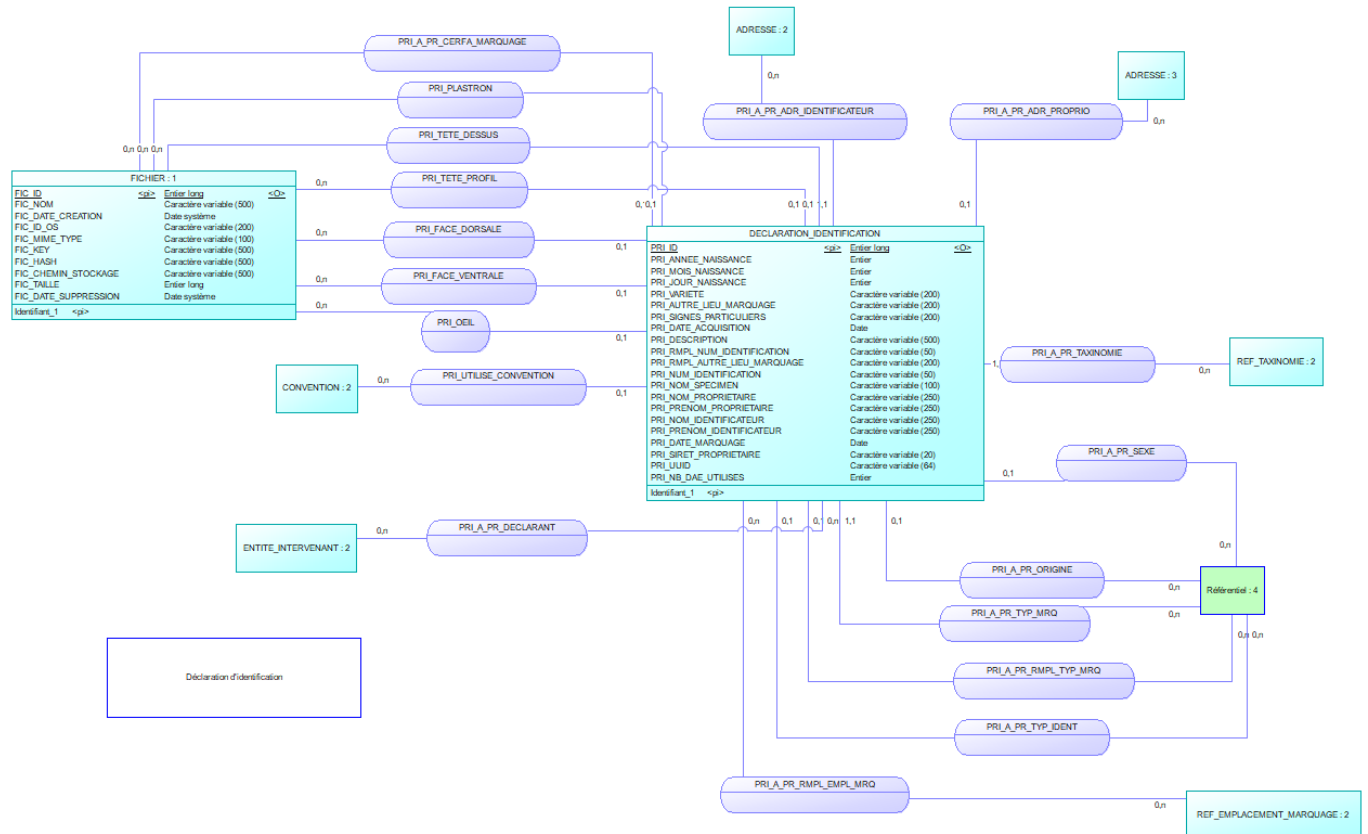 PRI_A_PR_CERFA_MARQUAGE
ADRESSE : 2
ADRESSE : 3
0,n
PRI_PLASTRON
PRI_A_PR_ADR_IDENTIFICATEUR
PRI_A_PR_ADR_PROPRIO
0,n
PRI_TETE_DESSUS
0,n 0,n 0,n
FICHIER : 1
FIC_ID <pi> Entier long <O>
FIC_NOM Caractère variable (500)
FIC_DATE_CREATION Date système
FIC_ID_OS Caractère variable (200)
FIC_MIME_TYPE Caractère variable (100)
FIC_KEY Caractère variable (500)
FIC_HASH Caractère variable (500)
FIC_CHEMIN_STOCKAGE Caractère variable (500)
FIC_TAILLE Entier long
FIC_DATE_SUPPRESSION Date système
Identifiant_1 <pi>
0,n
PRI_TETE_PROFIL
0,1 0,1 1,1
0,1
0,n
PRI_FACE_DORSALE
0,1
0,n
PRI_FACE_VENTRALE
0,1
0,n
PRI_OEIL
0,1
DECLARATION_IDENTIFICATION
PRI_ID <pi> Entier long <O>
PRI_ANNEE_NAISSANCE Entier
PRI_MOIS_NAISSANCE Entier
PRI_JOUR_NAISSANCE Entier
PRI_VARIETE Caractère variable (200)
PRI_AUTRE_LIEU_MARQUAGE Caractère variable (200)
PRI_SIGNES_PARTICULIERS Caractère variable (200)
PRI_DATE_ACQUISITION Date
PRI_DESCRIPTION Caractère variable (500)
PRI_RMPL_NUM_IDENTIFICATION Caractère variable (50)
PRI_RMPL_AUTRE_LIEU_MARQUAGE Caractère variable (200)
PRI_NUM_IDENTIFICATION Caractère variable (50)
PRI_NOM_SPECIMEN Caractère variable (100)
PRI_NOM_PROPRIETAIRE Caractère variable (250)
PRI_PRENOM_PROPRIETAIRE Caractère variable (250)
PRI_NOM_IDENTIFICATEUR Caractère variable (250)
PRI_PRENOM_IDENTIFICATEUR Caractère variable (250)
PRI_DATE_MARQUAGE Date
PRI_SIRET_PROPRIETAIRE Caractère variable (20)
PRI_UUID Caractère variable (64)
PRI_NB_DAE_UTILISES Entier
Identifiant_1 <pi>
PRI_A_PR_TAXINOMIE
0,n
REF_TAXINOMIE : 2
CONVENTION : 2
0,n
PRI_UTILISE_CONVENTION
0,1
PRI_A_PR_SEXE
0,1
0,n
ENTITE_INTERVENANT : 2
0,n
PRI_A_PR_DECLARANT
0,n 0,1 0,n 1,1 0,1
PRI_A_PR_ORIGINE
0,n
Référentiel : 4
PRI_A_PR_TYP_MRQ
0,n
0,n 0,n
PRI_A_PR_RMPL_TYP_MRQ
Déclaration d'identification
PRI_A_PR_TYP_IDENT
PRI_A_PR_RMPL_EMPL_MRQ
0,n
REF_EMPLACEMENT_MARQUAGE : 2